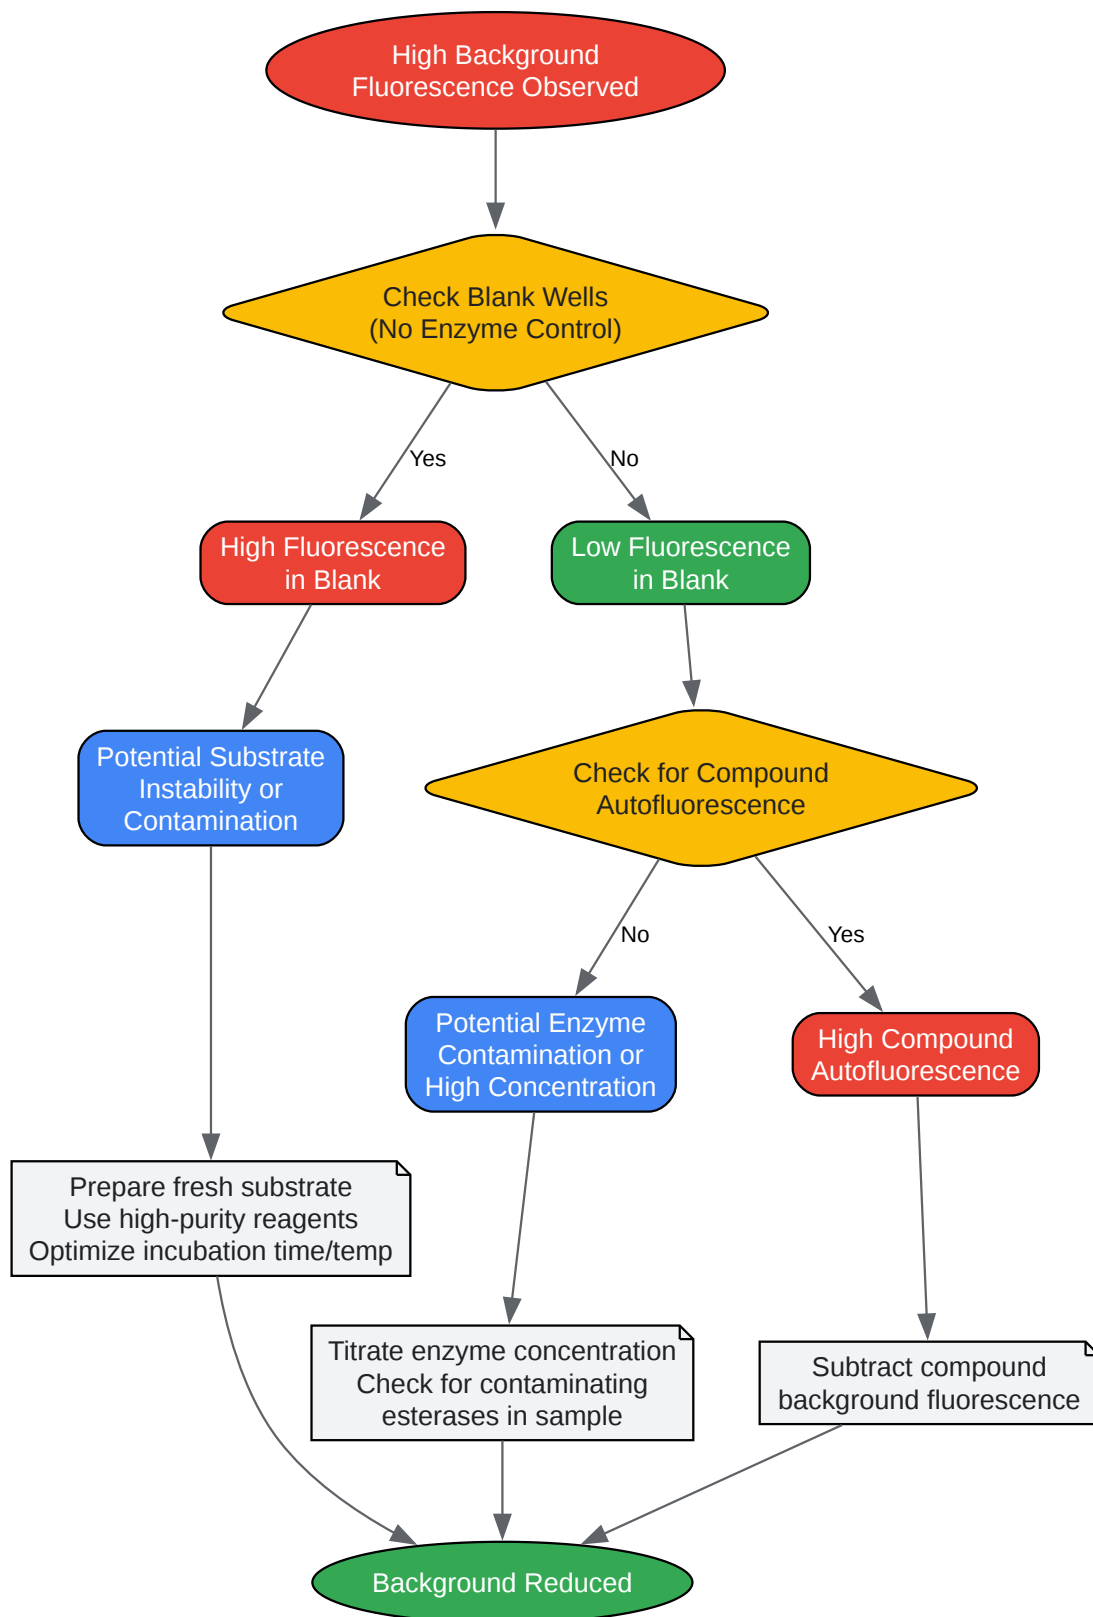 High Background
Fluorescence Observed
Check Blank Wells
(No Enzyme Control)
Yes
No
High Fluorescence
in Blank
Low Fluorescence
in Blank
Potential Substrate
Instability or
Contamination
Check for Compound
Autofluorescence
No
Yes
Potential Enzyme
Contamination or
High Concentration
High Compound
Autofluorescence
Prepare fresh substrate
Use high-purity reagents
Optimize incubation time/temp
Titrate enzyme concentration
Check for contaminating
esterases in sample
Subtract compound
background fluorescence
Background Reduced